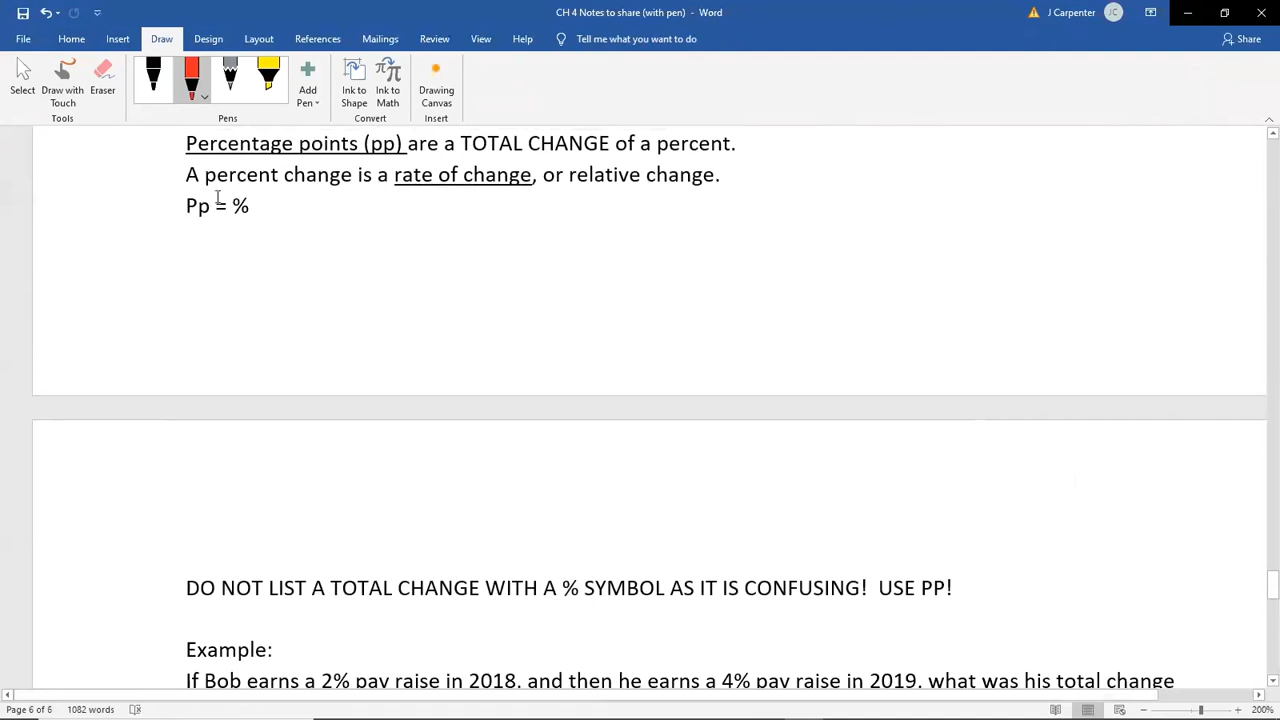 CH 4 Notes to share (with pen) - Word
J Carpenter
JC
File
Home
Insert
Draw
Design
Layout
References
Mailings
Review
View
Help
Tell me what you want to do
Share
Select
Draw with
Touch
Eraser
Add
Pen
Ink to
Shape
Ink to
Math
Drawing
Canvas
Tools
Pens
Convert
Insert
Percentage points (pp) are a TOTAL CHANGE of a percent.
A percent change is a rate of change, or relative change.
Pp = %
DO NOT LIST A TOTAL CHANGE WITH A % SYMBOL AS IT IS CONFUSING! USE PP!
Example:
If Bob earns a 2% pay raise in 2018, and then he earns a 4% pay raise in 2019, what was his total change
Page 6 of 6
1082 words
200%